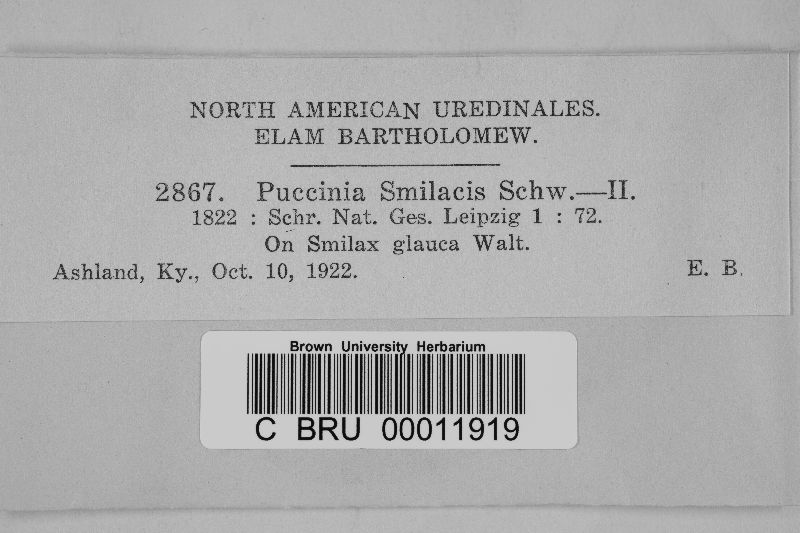 NORTH AMERICAN UREDINALES.
ELAM BARTHOLOMEW.
2867. Puccinia Smilacis Schw.—II.
1822 : Schr. Nat. Ges. Leipzig 1 : 72.
On Smilax glauca Walt.
Ashland, Ky., Oct. 10, 1922. E. B.
Brown University Herbarium
C BRU 00011919